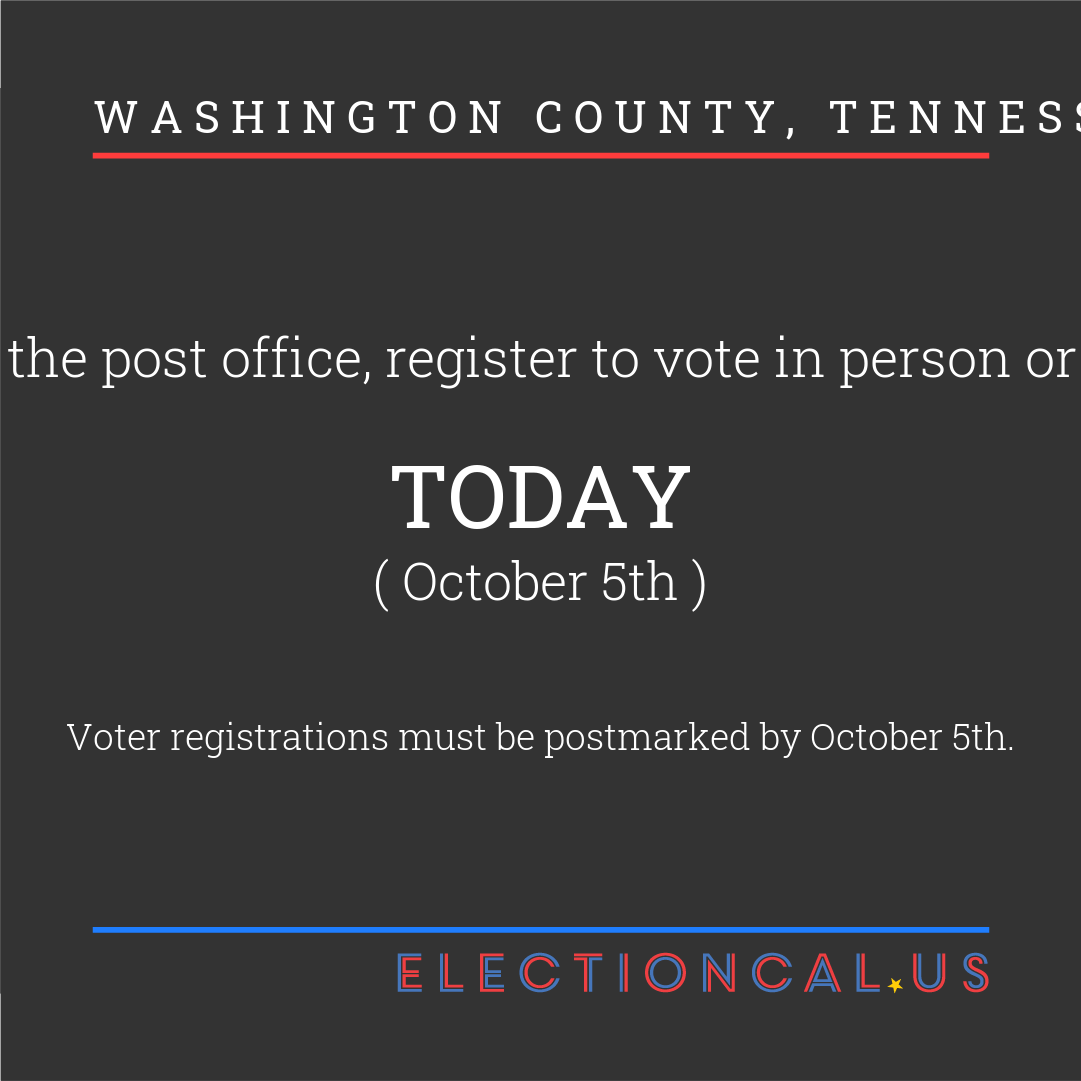 WASHINGTON COUNTY, TENNES
the post office, register to vote in person or
TODAY
( October 5th )
Voter registrations must be postmarked by October 5th.
ELECTIONCAL.US